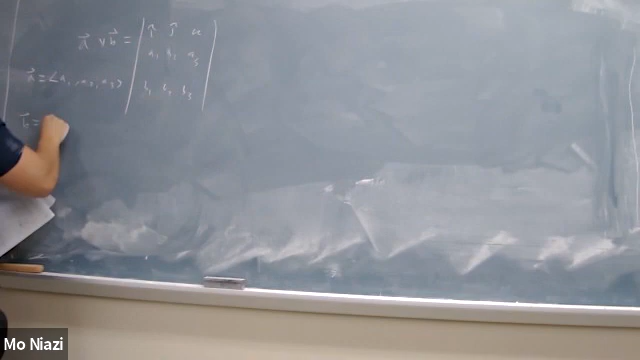 a⃗ × b⃗ = | î ĵ k̂ |
| a₁ a₂ a₃ |
a⃗ = <a₁, a₂, a₃>
| b₁ b₂ b₃ |
b⃗ =
Mo Niazi